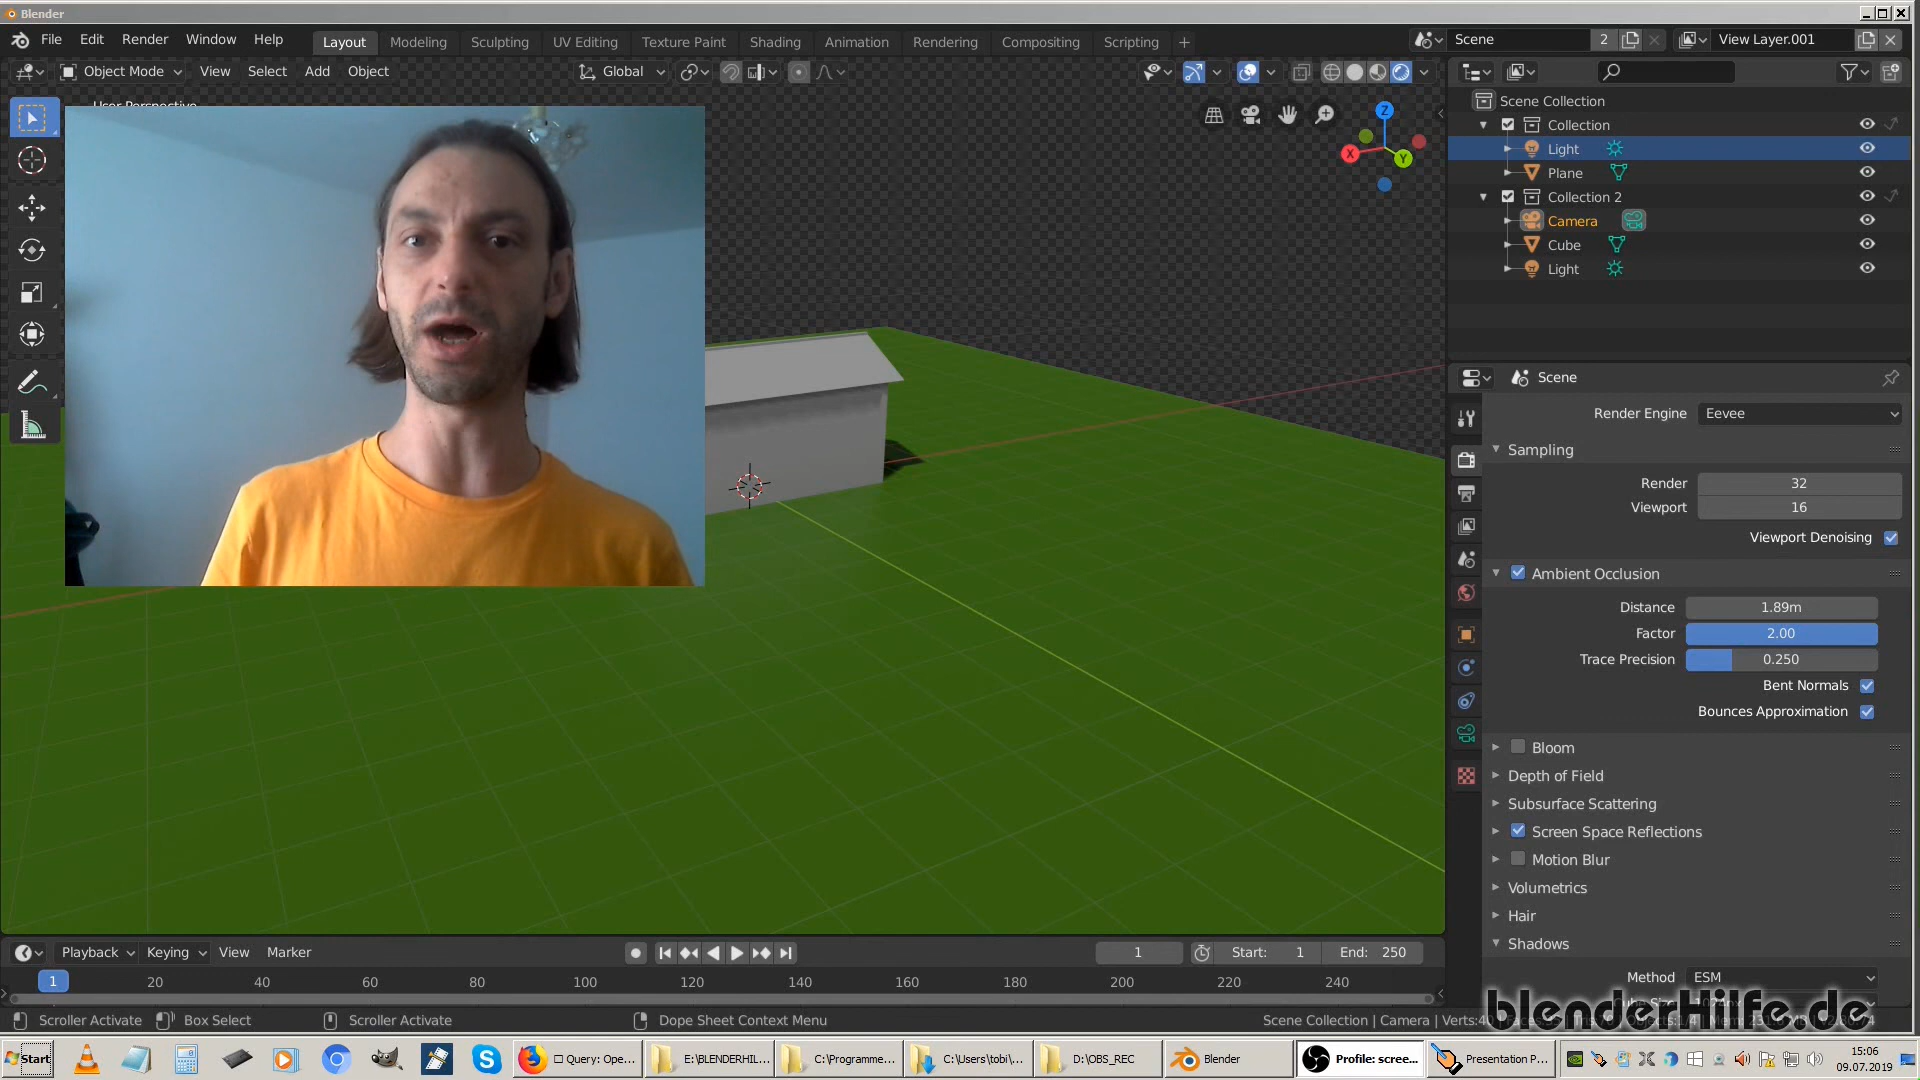 Blender
File Edit Render Window Help
Layout Modeling Sculpting UV Editing Texture Paint Shading Animation Rendering Compositing Scripting +
Scene 2 View Layer.001
Object Mode View Select Add Object Global
User Perspective
X Y Z
Scene Collection
Collection
Light
Plane
Collection 2
Camera
Cube
Light
Scene
Render Engine Eevee
Sampling
Render 32
Viewport 16
Viewport Denoising
Ambient Occlusion
Distance 1.89m
Factor 2.00
Trace Precision 0.250
Bent Normals
Bounces Approximation
Bloom
Depth of Field
Subsurface Scattering
Screen Space Reflections
Motion Blur
Volumetrics
Hair
Shadows
Method ESM
blenderHilfe.de
Playback Keying View Marker
1 Start: 1 End: 250
1 20 40 60 80 100 120 140 160 180 200 220 240
Scroller Activate Box Select Scroller Activate Dope Sheet Context Menu
Scene Collection | Camera | Verts:40
Start
Query: Ope...
E:\BLENDERHIL...
C:\Programme...
C:\Users\tobi\...
D:\OBS_REC
Blender
Profile: scree...
Presentation P...
15:06
09.07.2019